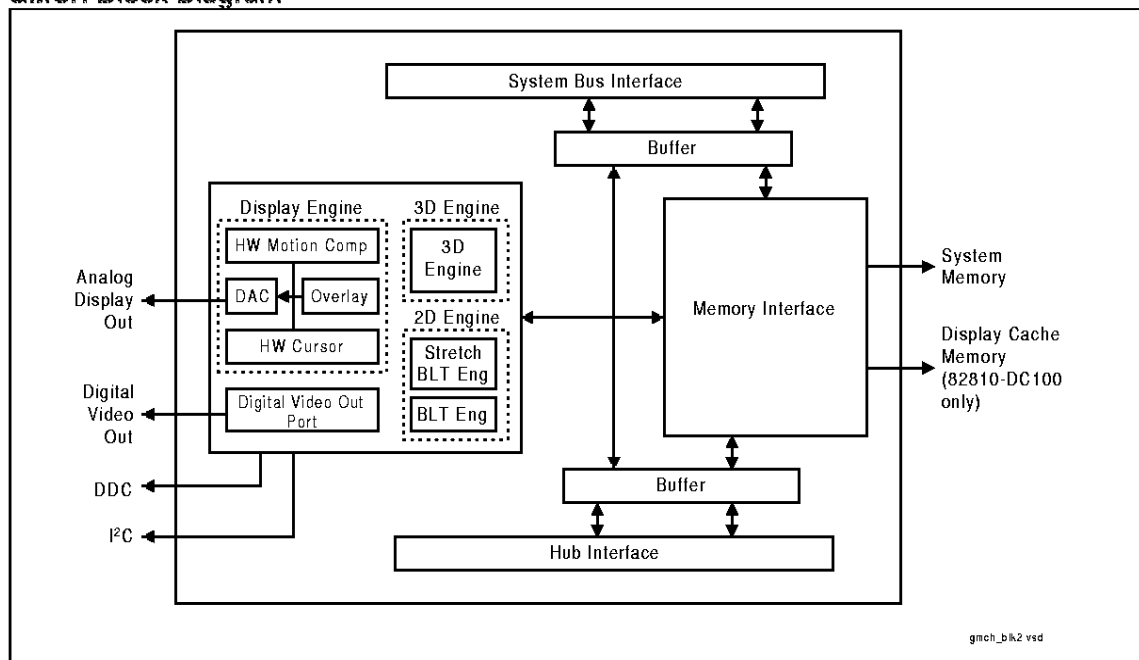 System Bus Interface
Buffer
Display Engine
3D Engine
HW Motion Comp
3D
Engine
DAC
Overlay
HW Cursor
2D Engine
Stretch
BLT Eng
BLT Eng
Digital Video Out
Port
Analog
Display
Out
Digital
Video
Out
DDC
I²C
Memory Interface
System
Memory
Display Cache
Memory
(82810-DC100
only)
Buffer
Hub Interface
gmch_blk2 vsd